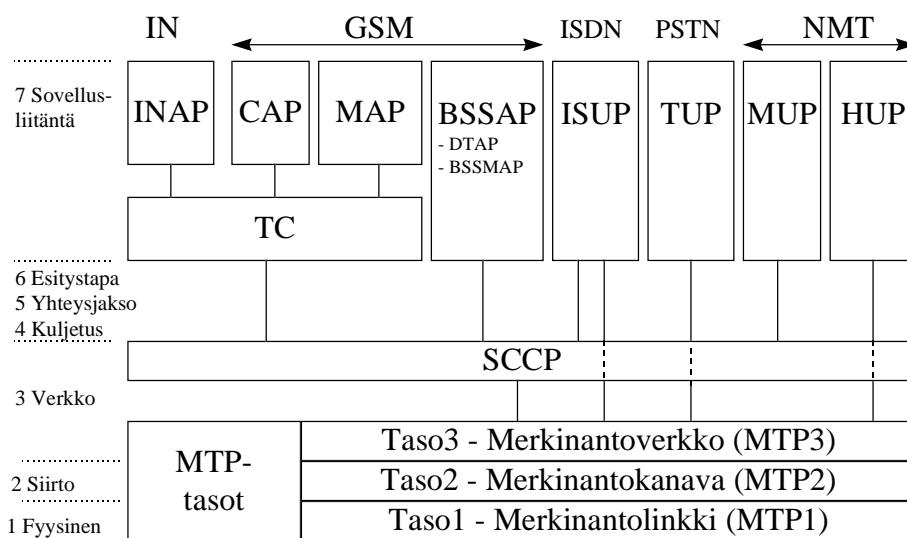 IN GSM ISDN PSTN NMT
7 Sovellus-
liitäntä
INAP CAP MAP BSSAP ISUP TUP MUP HUP
- DTAP
- BSSMAP
TC
6 Esitystapa
5 Yhteysjakso
4 Kuljetus
SCCP
3 Verkko
MTP-
tasot
Taso3 - Merkinantoverkko (MTP3)
2 Siirto
Taso2 - Merkinantokanava (MTP2)
1 Fyysinen
Taso1 - Merkinantolinkki (MTP1)